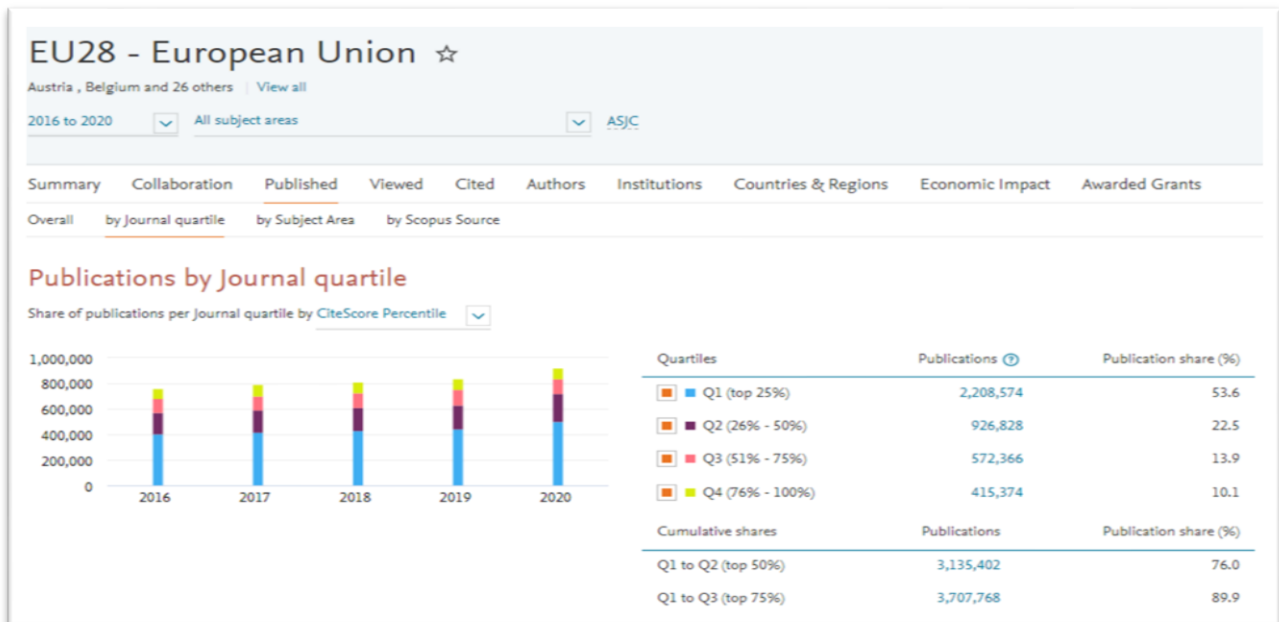 EU28 - European Union ☆
Austria , Belgium and 26 others | View all
2016 to 2020 All subject areas ASJC
Summary Collaboration Published Viewed Cited Authors Institutions Countries & Regions Economic Impact Awarded Grants
Overall by Journal quartile by Subject Area by Scopus Source
Publications by Journal quartile
Share of publications per Journal quartile by CiteScore Percentile
1,000,000
800,000
600,000
400,000
200,000
0
2016 2017 2018 2019 2020
Quartiles Publications ? Publication share (%)
Q1 (top 25%) 2,208,574 53.6
Q2 (26% - 50%) 926,828 22.5
Q3 (51% - 75%) 572,366 13.9
Q4 (76% - 100%) 415,374 10.1
Cumulative shares Publications Publication share (%)
Q1 to Q2 (top 50%) 3,135,402 76.0
Q1 to Q3 (top 75%) 3,707,768 89.9